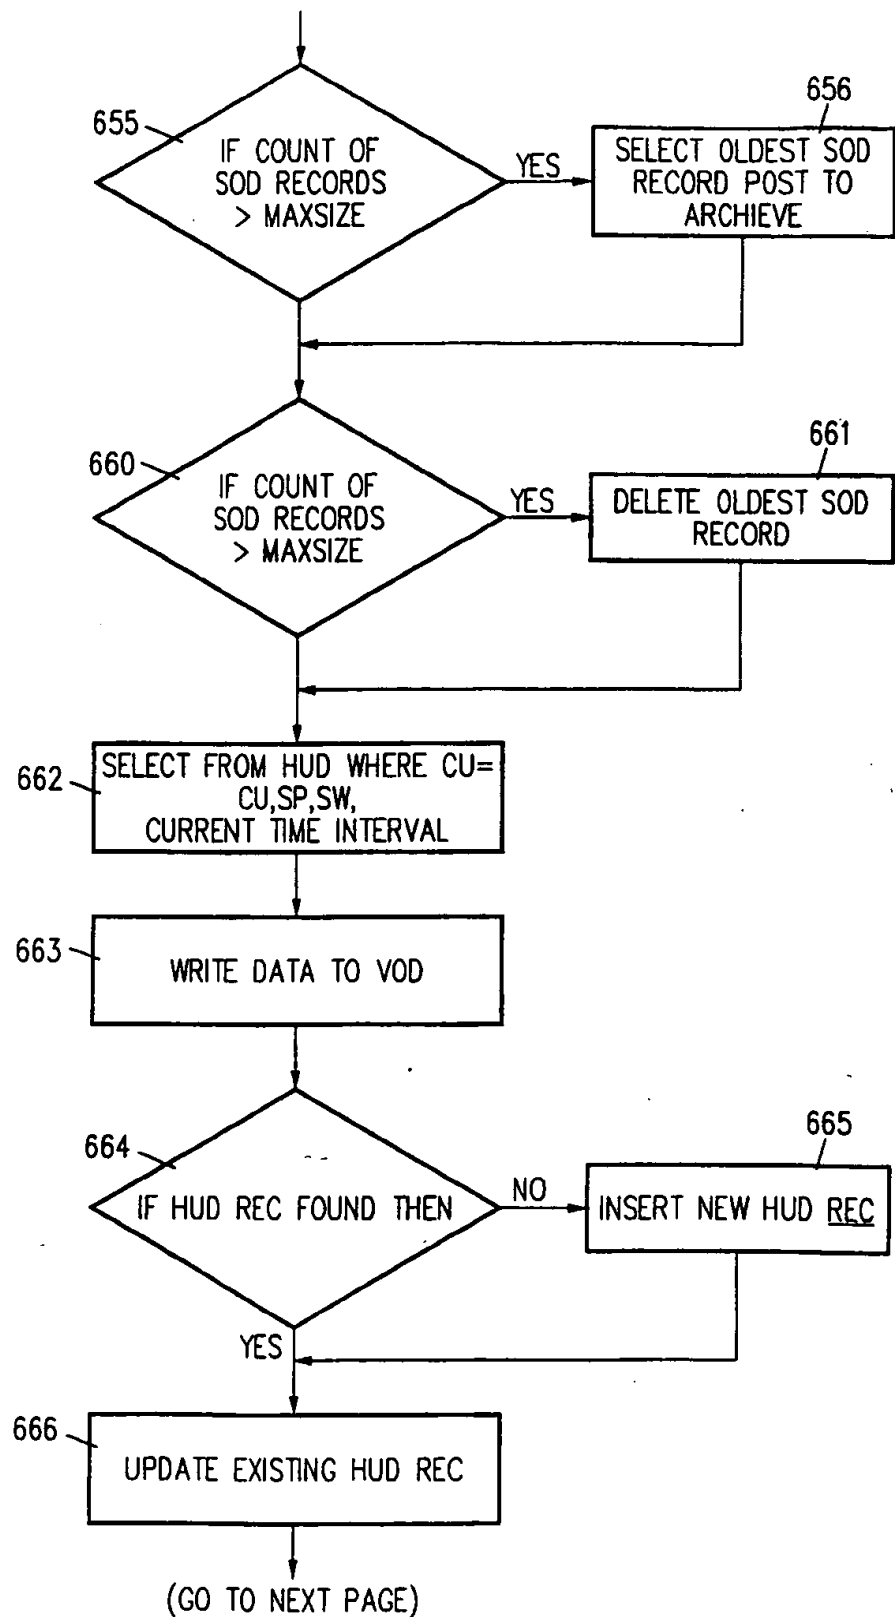 655
IF COUNT OF
SOD RECORDS
> MAXSIZE
YES
656
SELECT OLDEST SOD
RECORD POST TO
ARCHIEVE
660
IF COUNT OF
SOD RECORDS
> MAXSIZE
YES
661
DELETE OLDEST SOD
RECORD
662
SELECT FROM HUD WHERE CU=
CU,SP,SW,
CURRENT TIME INTERVAL
663
WRITE DATA TO VOD
664
IF HUD REC FOUND THEN
NO
665
INSERT NEW HUD REC
YES
666
UPDATE EXISTING HUD REC
(GO TO NEXT PAGE)